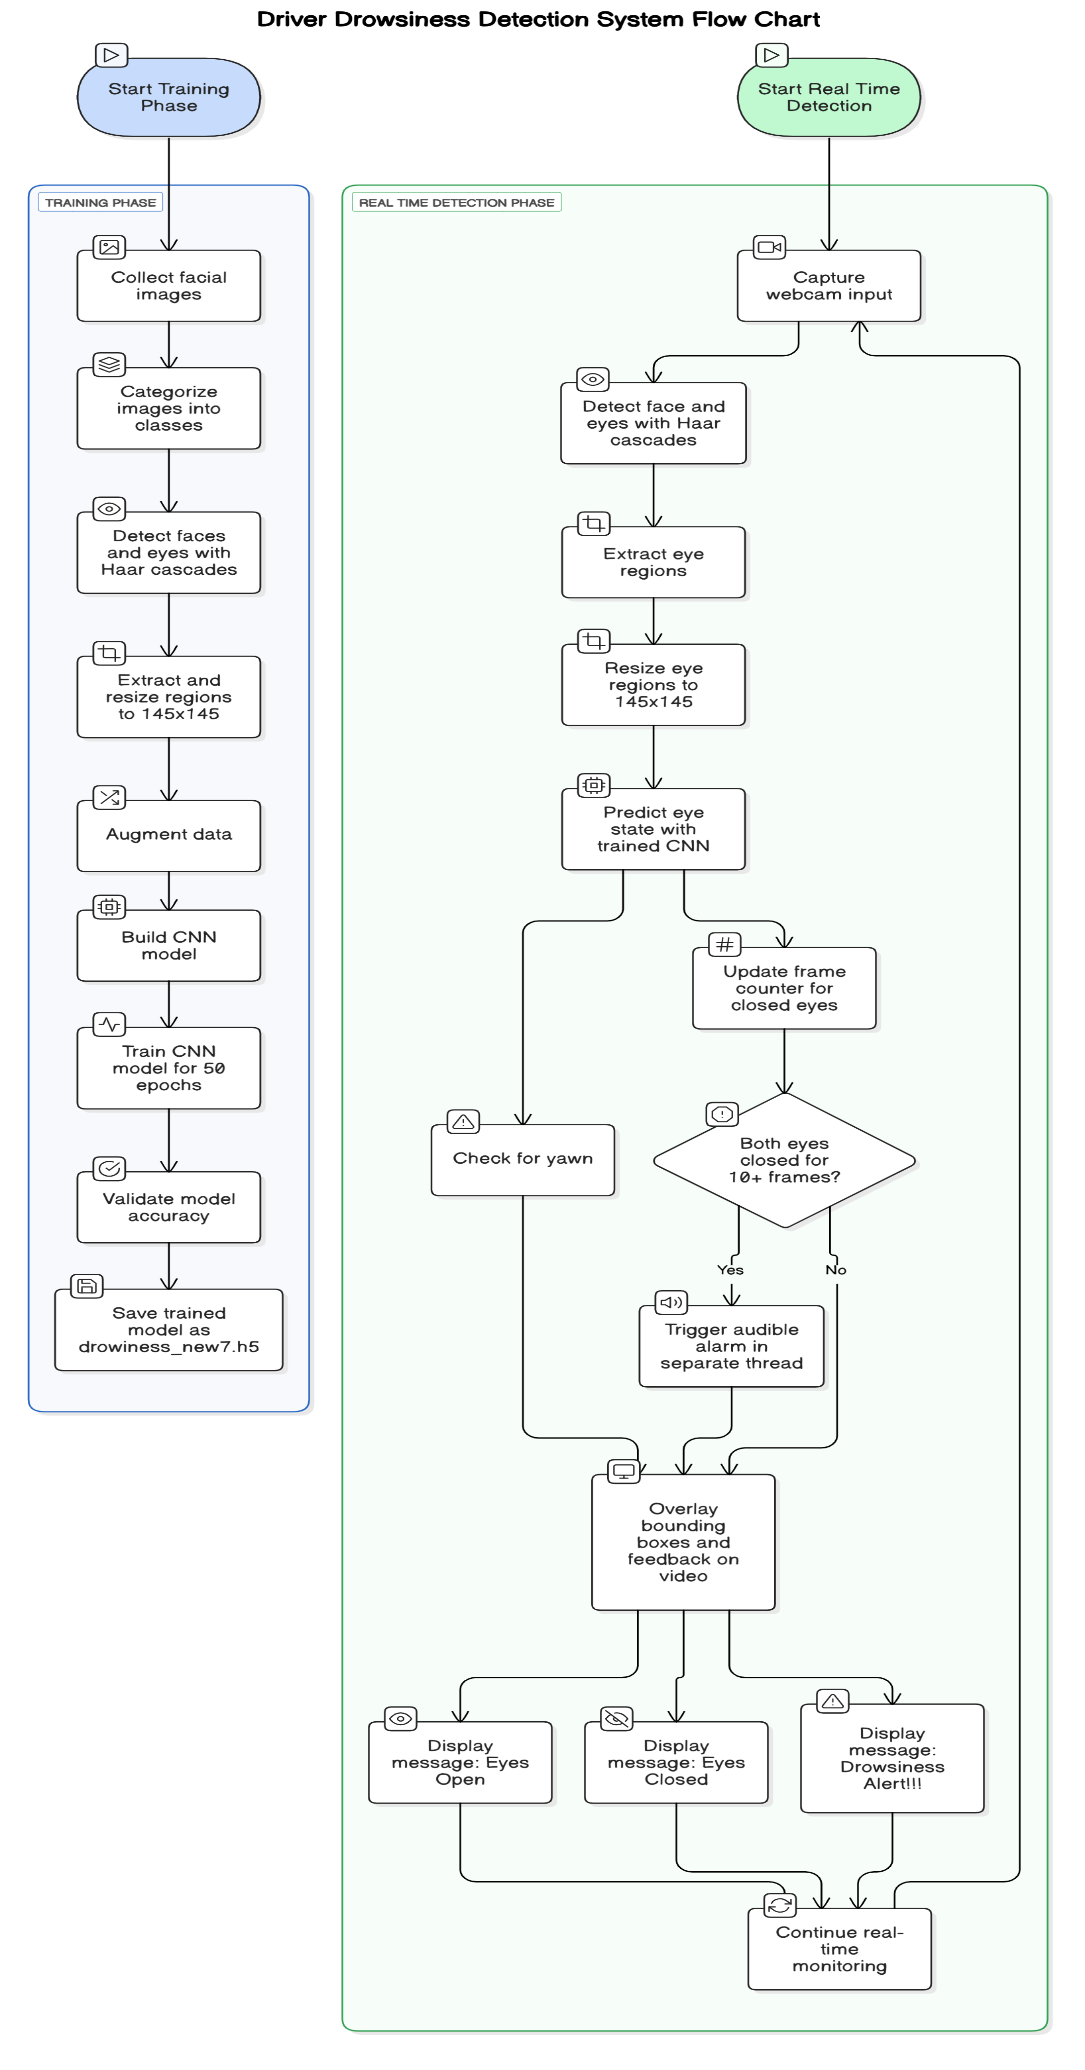 Driver Drowsiness Detection System Flow Chart
Start Training
Phase
TRAINING PHASE
Collect facial
images
Categorize
images into
classes
Detect faces
and eyes with
Haar cascades
Extract and
resize regions
to 145x145
Augment data
Build CNN
model
Train CNN
model for 50
epochs
Validate model
accuracy
Save trained
model as
drowiness_new7.h5
Start Real Time
Detection
REAL TIME DETECTION PHASE
Capture
webcam input
Detect face and
eyes with Haar
cascades
Extract eye
regions
Resize eye
regions to
145x145
Predict eye
state with
trained CNN
Update frame
counter for
closed eyes
Check for yawn
Both eyes
closed for
10+ frames?
Yes
No
Trigger audible
alarm in
separate thread
Overlay
bounding
boxes and
feedback on
video
Display
message: Eyes
Open
Display
message: Eyes
Closed
Display
message:
Drowsiness
Alert!!!
Continue real-
time
monitoring